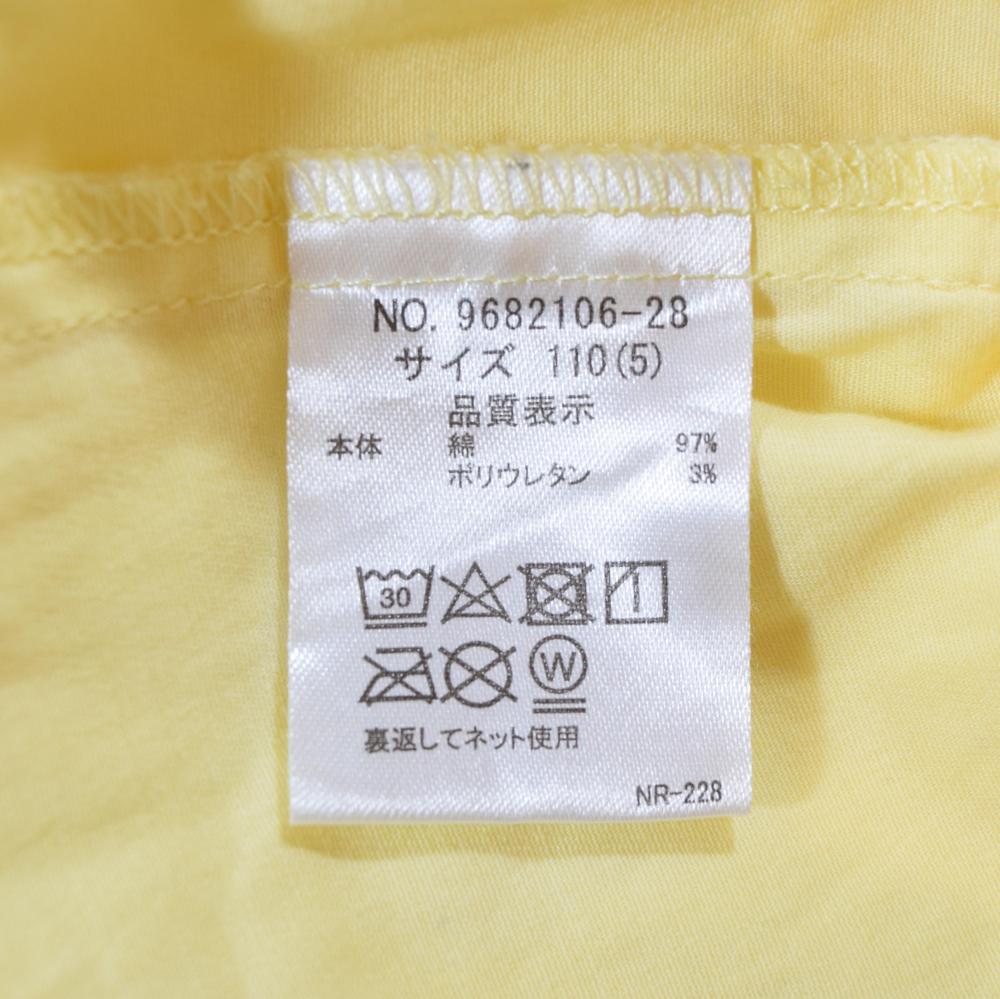 NO. 9682106-28
サイズ 110(5)
品質表示
本体 綿 97%
ポリウレタン 3%
30
W
裏返してネット使用
NR-228